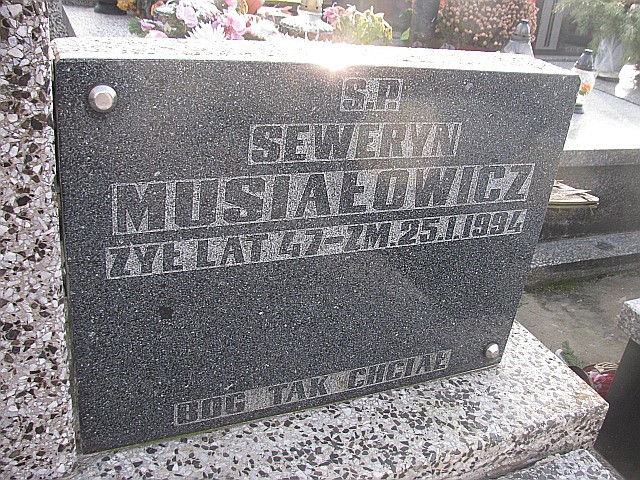 Ś.P.
SEWERYN
MUSIAŁOWICZ
ŻYŁ LAT 47-ZM.25.I.1994
BÓG TAK CHCIAŁ